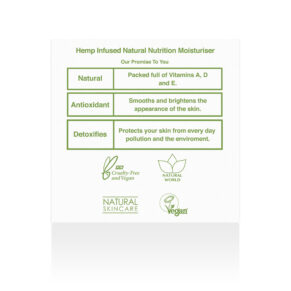 Hemp Infused Natural Nutrition Moisturiser
Our Promise To You
Natural
Packed full of Vitamins A, D
and E.
Antioxidant
Smooths and brightens the
appearance of the skin.
Detoxifies
Protects your skin from every day
pollution and the enviroment.
Cruelty Free
and Vegan
NATURAL
WORLD
NATURAL
SKINCARE
Vegan